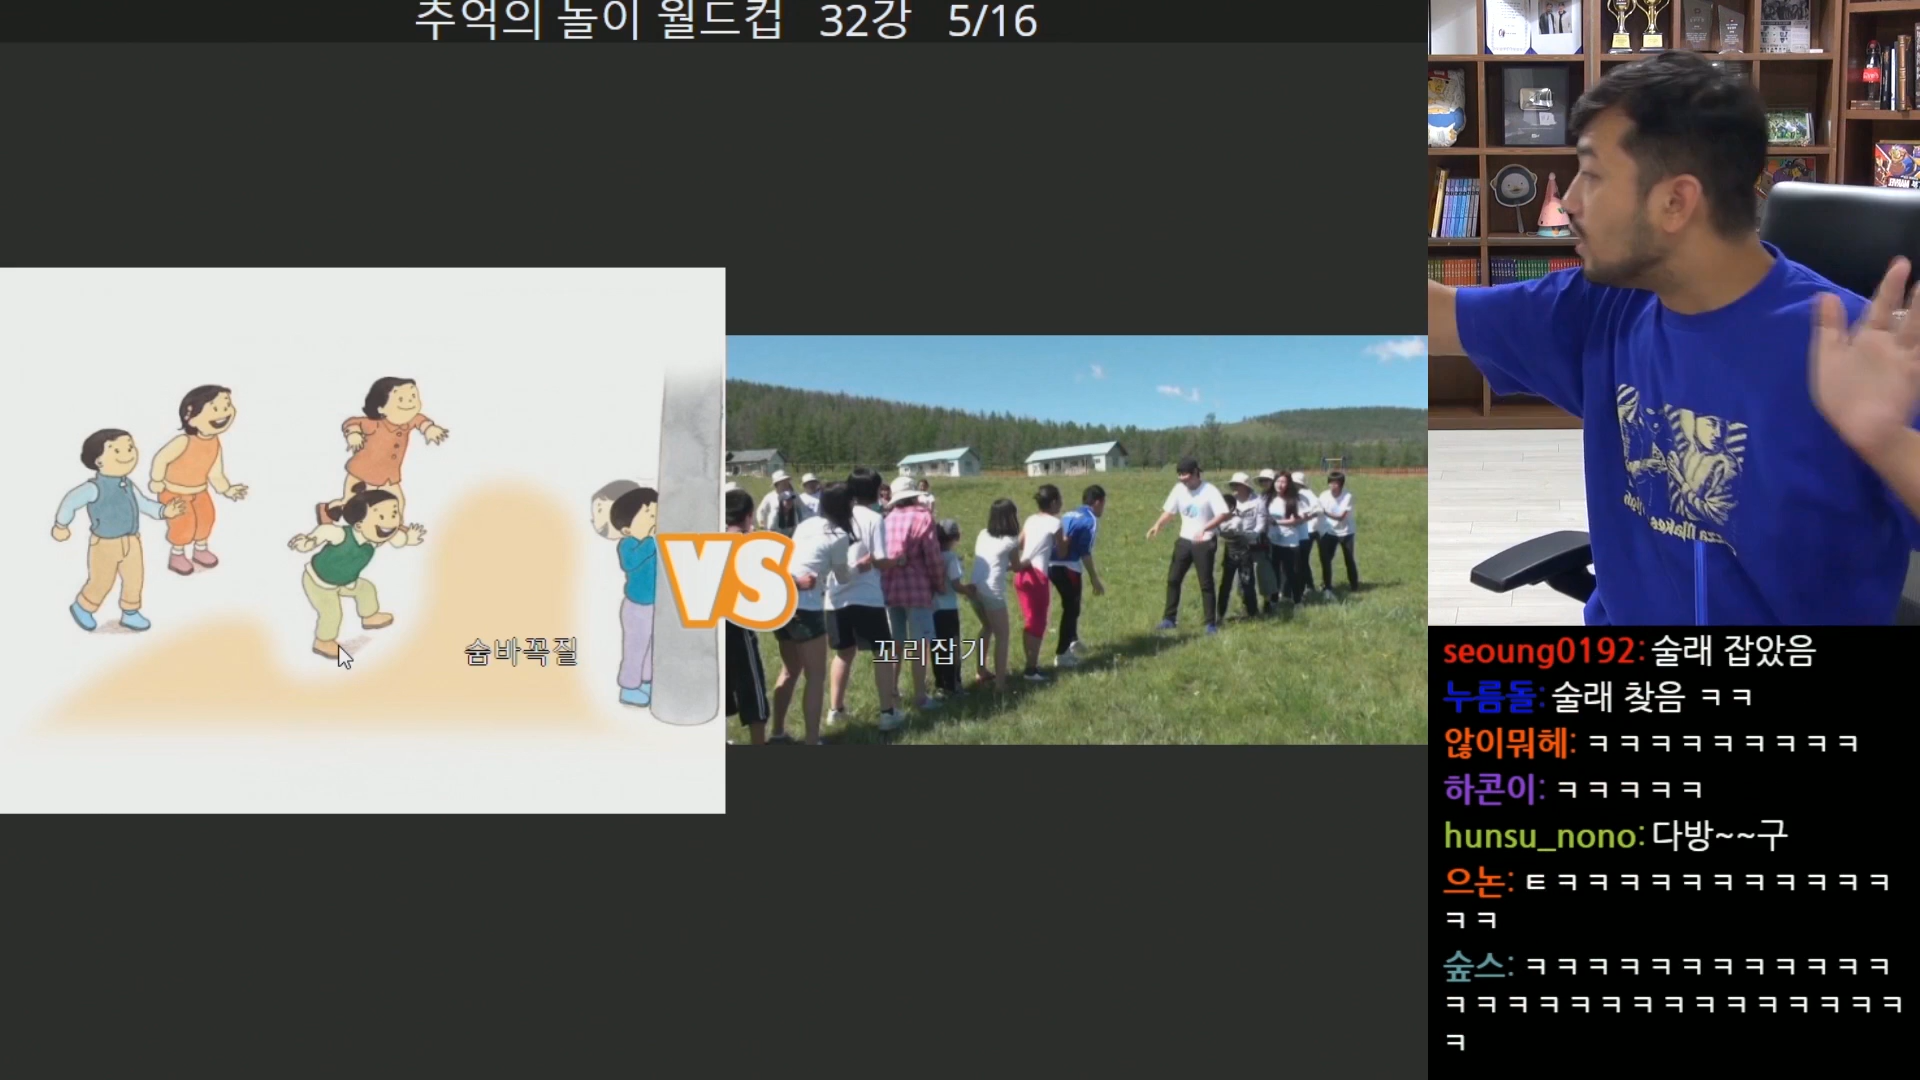 추억의 놀이 월드컵 32강 5/16
숨바꼭질
VS
꼬리잡기
seoung0192: 술래 잡았음
누름돌: 술래 찾음 ㅋㅋ
않이뭐헤: ㅋㅋㅋㅋㅋㅋㅋㅋㅋ
하콘이: ㅋㅋㅋㅋㅋ
hunsu_nono: 다방~~구
으논: ㅌㅋㅋㅋㅋㅋㅋㅋㅋㅋㅋㅋ
ㅋㅋ
숲스: ㅋㅋㅋㅋㅋㅋㅋㅋㅋㅋㅋㅋ
ㅋㅋㅋㅋㅋㅋㅋㅋㅋㅋㅋㅋㅋㅋㅋ
ㅋ